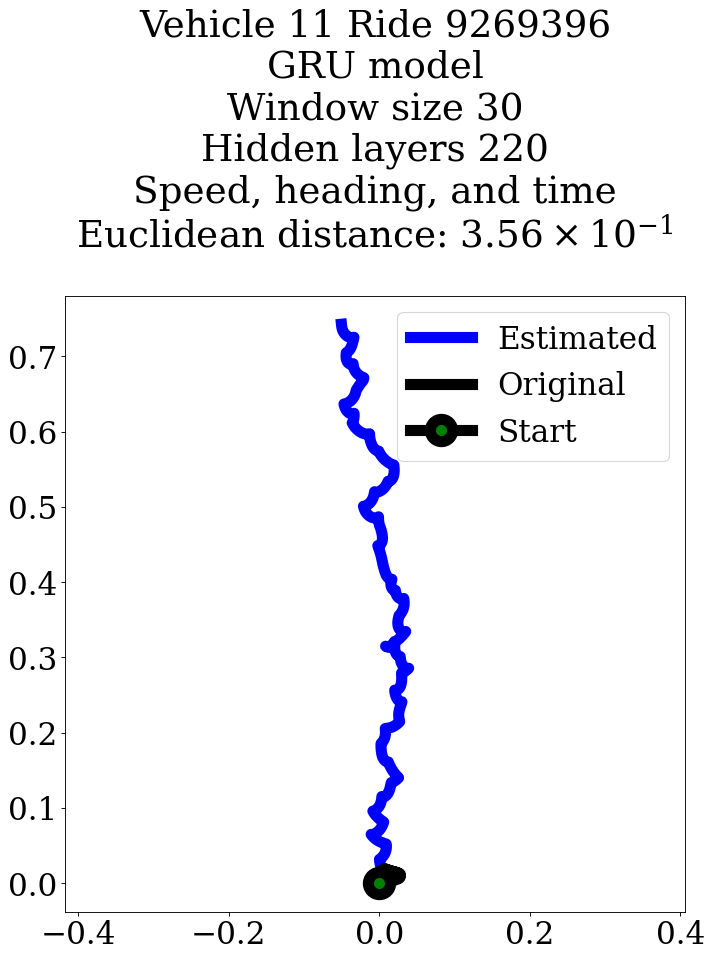 Vehicle 11 Ride 9269396
GRU model
Window size 30
Hidden layers 220
Speed, heading, and time
Euclidean distance: 3.56 × 10⁻¹
Estimated
Original
Start
0.7
0.6
0.5
0.4
0.3
0.2
0.1
0.0
−0.4 −0.2 0.0 0.2 0.4